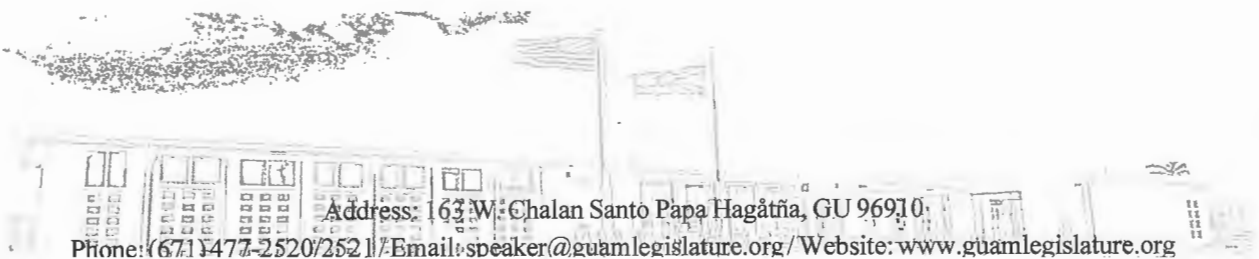 Address: 163 W. Chalan Santo Papa Hagåtña, GU 96910
Phone: (671) 477-2520/2521 / Email: speaker@guamlegislature.org / Website: www.guamlegislature.org